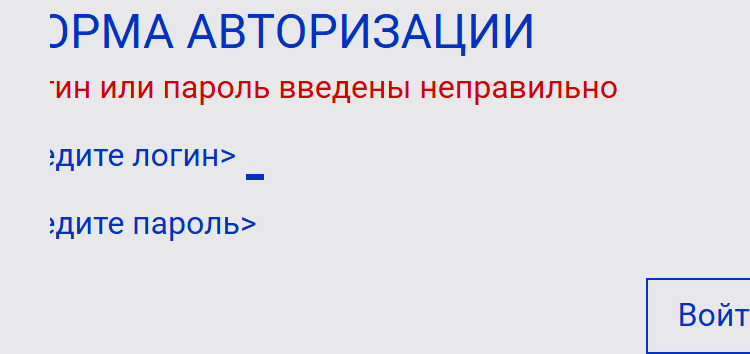 ОРМА АВТОРИЗАЦИИ
гин или пароль введены неправильно
едите логин> _
едите пароль>
Войт